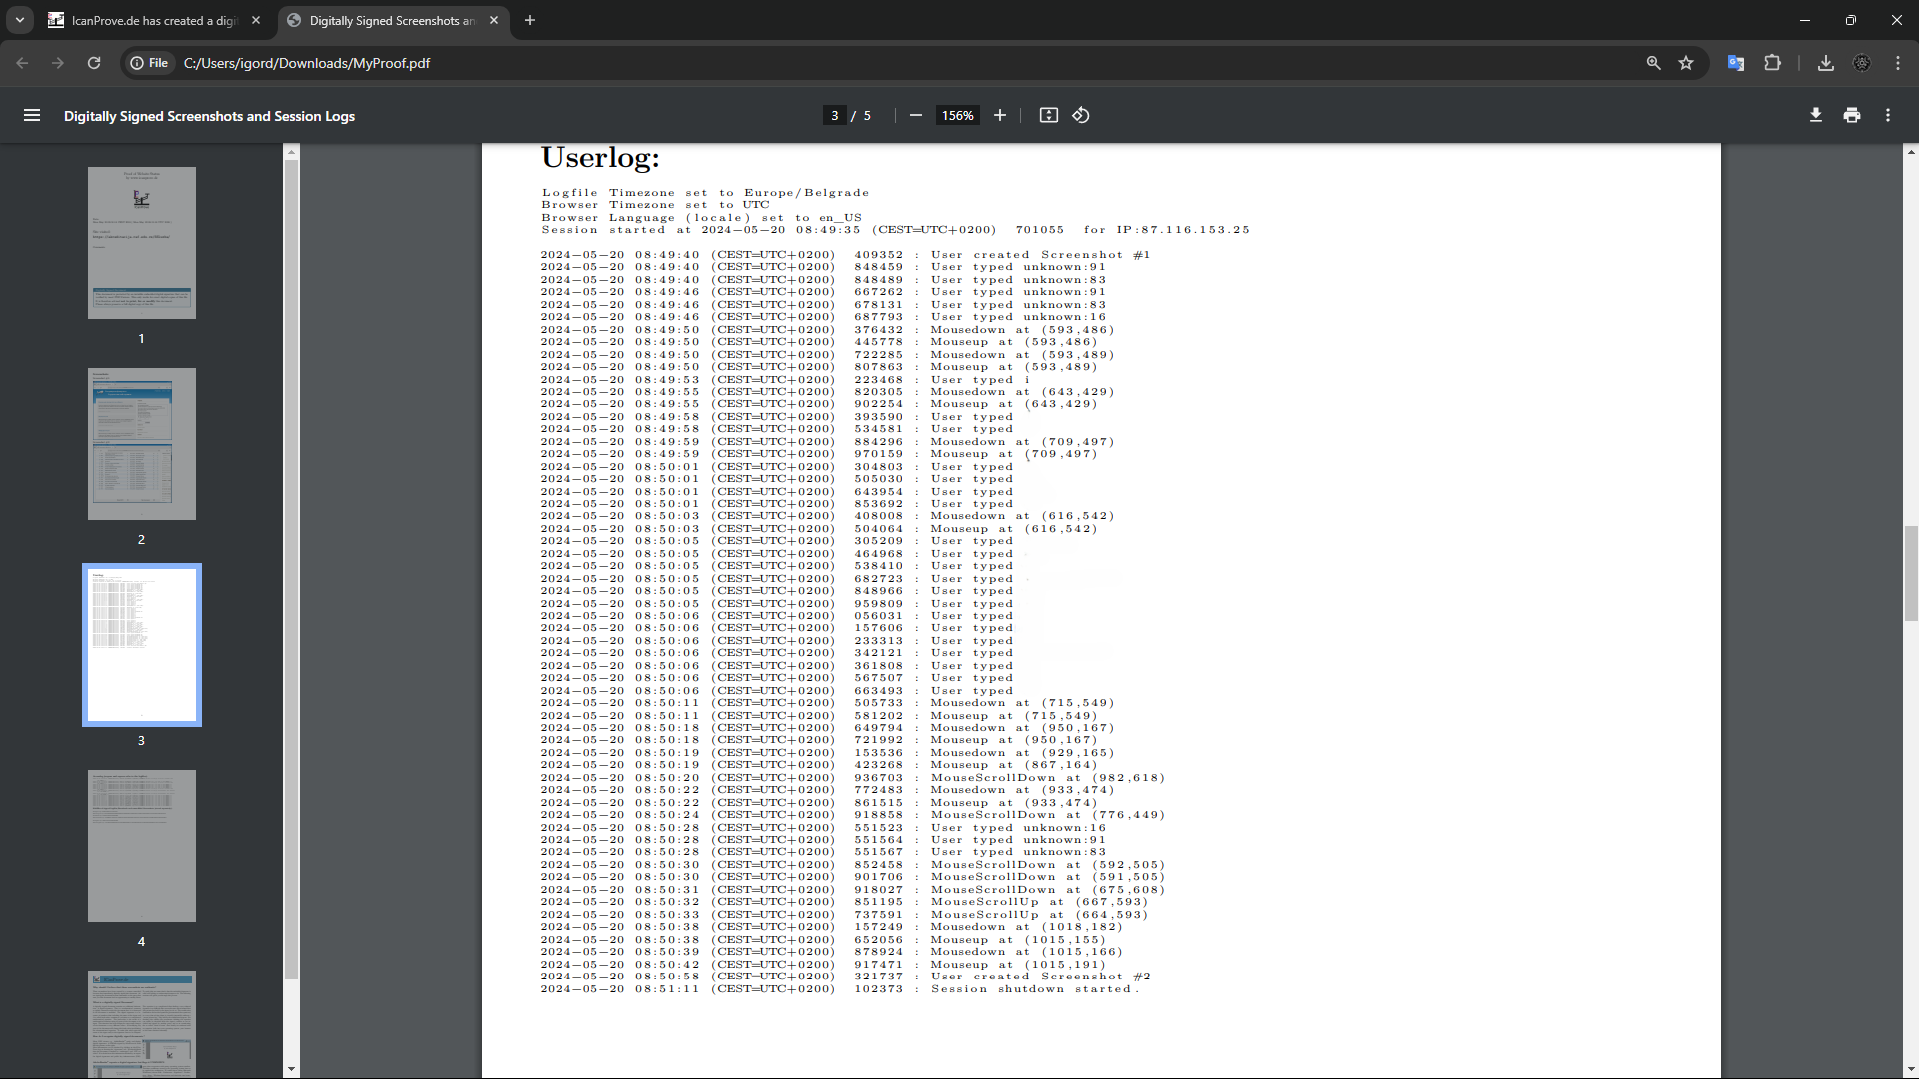 IcanProve.de has created a digi
Digitally Signed Screenshots an
File
C:/Users/igord/Downloads/MyProof.pdf
Digitally Signed Screenshots and Session Logs
3 / 5
156%
1
2
3
4
Userlog:
Logfile Timezone set to Europe/Belgrade
Browser Timezone set to UTC
Browser Language (locale) set to en_US
Session started at 2024-05-20 08:49:35 (CEST=UTC+0200) 701055 for IP:87.116.153.25
2024-05-20 08:49:40 (CEST=UTC+0200) 409352 : User created Screenshot #1
2024-05-20 08:49:40 (CEST=UTC+0200) 848459 : User typed unknown:91
2024-05-20 08:49:40 (CEST=UTC+0200) 848489 : User typed unknown:83
2024-05-20 08:49:46 (CEST=UTC+0200) 667262 : User typed unknown:91
2024-05-20 08:49:46 (CEST=UTC+0200) 678131 : User typed unknown:83
2024-05-20 08:49:46 (CEST=UTC+0200) 687793 : User typed unknown:16
2024-05-20 08:49:50 (CEST=UTC+0200) 376432 : Mousedown at (593,486)
2024-05-20 08:49:50 (CEST=UTC+0200) 445778 : Mouseup at (593,486)
2024-05-20 08:49:50 (CEST=UTC+0200) 722285 : Mousedown at (593,489)
2024-05-20 08:49:50 (CEST=UTC+0200) 807863 : Mouseup at (593,489)
2024-05-20 08:49:53 (CEST=UTC+0200) 223468 : User typed i
2024-05-20 08:49:55 (CEST=UTC+0200) 820305 : Mousedown at (643,429)
2024-05-20 08:49:55 (CEST=UTC+0200) 902254 : Mouseup at (643,429)
2024-05-20 08:49:58 (CEST=UTC+0200) 393590 : User typed
2024-05-20 08:49:58 (CEST=UTC+0200) 534581 : User typed
2024-05-20 08:49:59 (CEST=UTC+0200) 884296 : Mousedown at (709,497)
2024-05-20 08:49:59 (CEST=UTC+0200) 970159 : Mouseup at (709,497)
2024-05-20 08:50:01 (CEST=UTC+0200) 304803 : User typed
2024-05-20 08:50:01 (CEST=UTC+0200) 505030 : User typed
2024-05-20 08:50:01 (CEST=UTC+0200) 643954 : User typed
2024-05-20 08:50:01 (CEST=UTC+0200) 853692 : User typed
2024-05-20 08:50:03 (CEST=UTC+0200) 408008 : Mousedown at (616,542)
2024-05-20 08:50:03 (CEST=UTC+0200) 504064 : Mouseup at (616,542)
2024-05-20 08:50:05 (CEST=UTC+0200) 305209 : User typed
2024-05-20 08:50:05 (CEST=UTC+0200) 464968 : User typed
2024-05-20 08:50:05 (CEST=UTC+0200) 538410 : User typed
2024-05-20 08:50:05 (CEST=UTC+0200) 682723 : User typed
2024-05-20 08:50:05 (CEST=UTC+0200) 848966 : User typed
2024-05-20 08:50:05 (CEST=UTC+0200) 959809 : User typed
2024-05-20 08:50:06 (CEST=UTC+0200) 056031 : User typed
2024-05-20 08:50:06 (CEST=UTC+0200) 157606 : User typed
2024-05-20 08:50:06 (CEST=UTC+0200) 233313 : User typed
2024-05-20 08:50:06 (CEST=UTC+0200) 342121 : User typed
2024-05-20 08:50:06 (CEST=UTC+0200) 361808 : User typed
2024-05-20 08:50:06 (CEST=UTC+0200) 567507 : User typed
2024-05-20 08:50:06 (CEST=UTC+0200) 663493 : User typed
2024-05-20 08:50:11 (CEST=UTC+0200) 505733 : Mousedown at (715,549)
2024-05-20 08:50:11 (CEST=UTC+0200) 581202 : Mouseup at (715,549)
2024-05-20 08:50:18 (CEST=UTC+0200) 649794 : Mousedown at (950,167)
2024-05-20 08:50:18 (CEST=UTC+0200) 721992 : Mouseup at (950,167)
2024-05-20 08:50:19 (CEST=UTC+0200) 153536 : Mousedown at (929,165)
2024-05-20 08:50:19 (CEST=UTC+0200) 423268 : Mouseup at (867,164)
2024-05-20 08:50:20 (CEST=UTC+0200) 936703 : MouseScrollDown at (982,618)
2024-05-20 08:50:22 (CEST=UTC+0200) 772483 : Mousedown at (933,474)
2024-05-20 08:50:22 (CEST=UTC+0200) 861515 : Mouseup at (933,474)
2024-05-20 08:50:24 (CEST=UTC+0200) 918858 : MouseScrollDown at (776,449)
2024-05-20 08:50:28 (CEST=UTC+0200) 551523 : User typed unknown:16
2024-05-20 08:50:28 (CEST=UTC+0200) 551564 : User typed unknown:91
2024-05-20 08:50:28 (CEST=UTC+0200) 551567 : User typed unknown:83
2024-05-20 08:50:30 (CEST=UTC+0200) 852458 : MouseScrollDown at (592,505)
2024-05-20 08:50:30 (CEST=UTC+0200) 901706 : MouseScrollDown at (591,505)
2024-05-20 08:50:31 (CEST=UTC+0200) 918027 : MouseScrollDown at (675,608)
2024-05-20 08:50:32 (CEST=UTC+0200) 851195 : MouseScrollUp at (667,593)
2024-05-20 08:50:33 (CEST=UTC+0200) 737591 : MouseScrollUp at (664,593)
2024-05-20 08:50:38 (CEST=UTC+0200) 157249 : Mousedown at (1018,182)
2024-05-20 08:50:38 (CEST=UTC+0200) 652056 : Mouseup at (1015,155)
2024-05-20 08:50:39 (CEST=UTC+0200) 878924 : Mousedown at (1015,166)
2024-05-20 08:50:42 (CEST=UTC+0200) 917471 : Mouseup at (1015,191)
2024-05-20 08:50:58 (CEST=UTC+0200) 321737 : User created Screenshot #2
2024-05-20 08:51:11 (CEST=UTC+0200) 102373 : Session shutdown started.